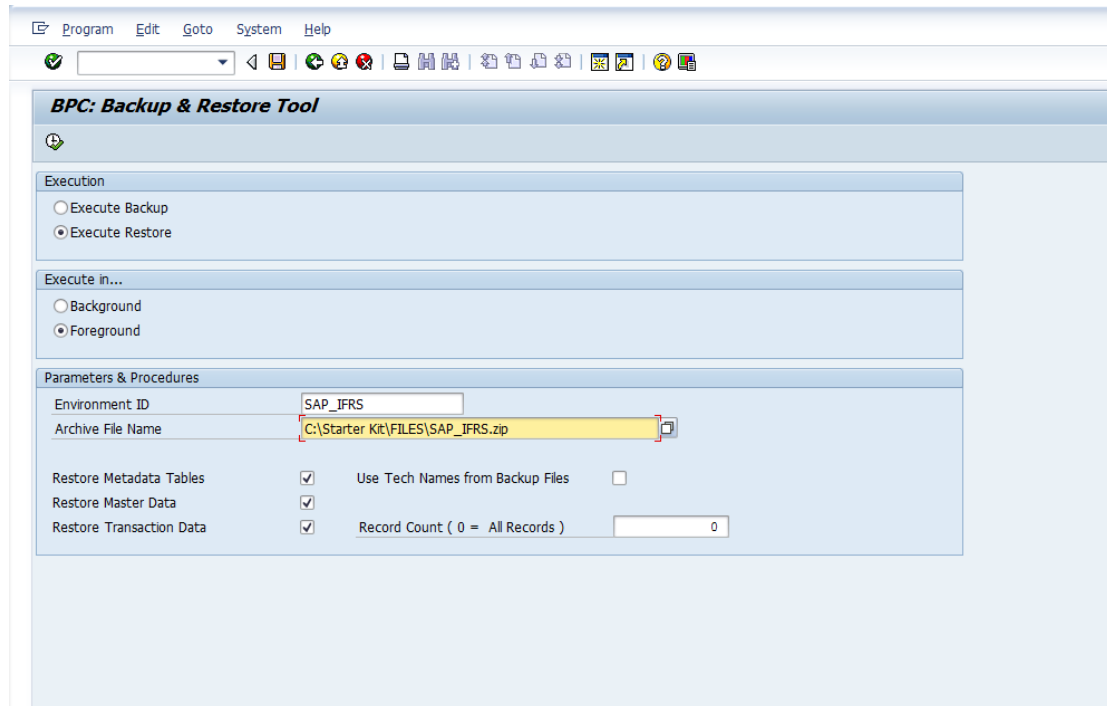 Program Edit Goto System Help
BPC: Backup & Restore Tool
Execution
Execute Backup
Execute Restore
Execute in...
Background
Foreground
Parameters & Procedures
Environment ID SAP_IFRS
Archive File Name C:\Starter Kit\FILES\SAP_IFRS.zip
Restore Metadata Tables Use Tech Names from Backup Files
Restore Master Data
Restore Transaction Data Record Count ( 0 = All Records ) 0